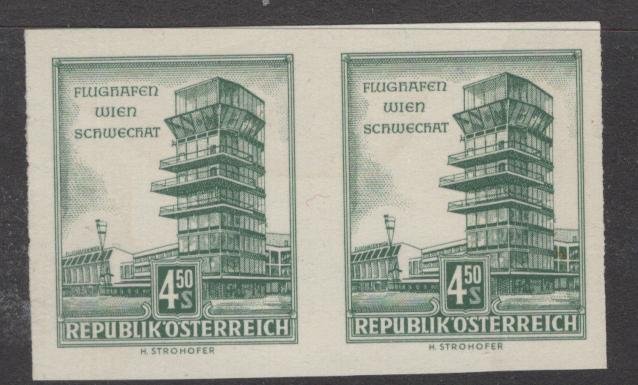 FLUGHAFEN
WIEN
SCHWECHAT
4 50 S
REPUBLIK·ÖSTERREICH
H. STROHOFER
FLUGHAFEN
WIEN
SCHWECHAT
4 50 S
REPUBLIK·ÖSTERREICH
H. STROHOFER